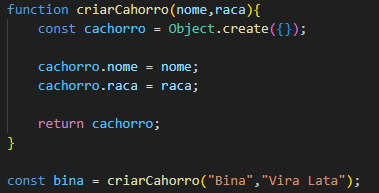 function criarCahorro(nome,raca){
const cachorro = Object.create({});
cachorro.nome = nome;
cachorro.raca = raca;
return cachorro;
}
const bina = criarCahorro("Bina","Vira Lata");